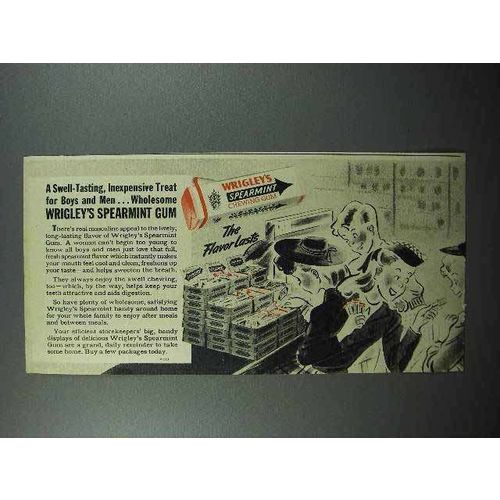 A Swell-Tasting, Inexpensive Treat
for Boys and Men... Wholesome
WRIGLEY'S SPEARMINT GUM
There's real masculine appeal to the lively,
long-lasting flavor of Wrigley's Spearmint
Gum. A woman can't begin too young to
know all boys and men just love that full,
fresh spearmint flavor which instantly makes
your mouth feel cool and clean, freshens up
your taste—and helps sweeten the breath.
They always enjoy the swell chewing,
too—which, by the way, helps keep your
teeth attractive and aids digestion.
So have plenty of wholesome, satisfying
Wrigley's Spearmint handy around home
for your whole family to enjoy after meals
and between meals.
Your efficient storekeepers' big, handy
displays of delicious Wrigley's Spearmint
Gum are a grand, daily reminder to take
some home. Buy a few packages today.
WRIGLEY'S
SPEARMINT
CHEWING GUM
The
Flavor Lasts